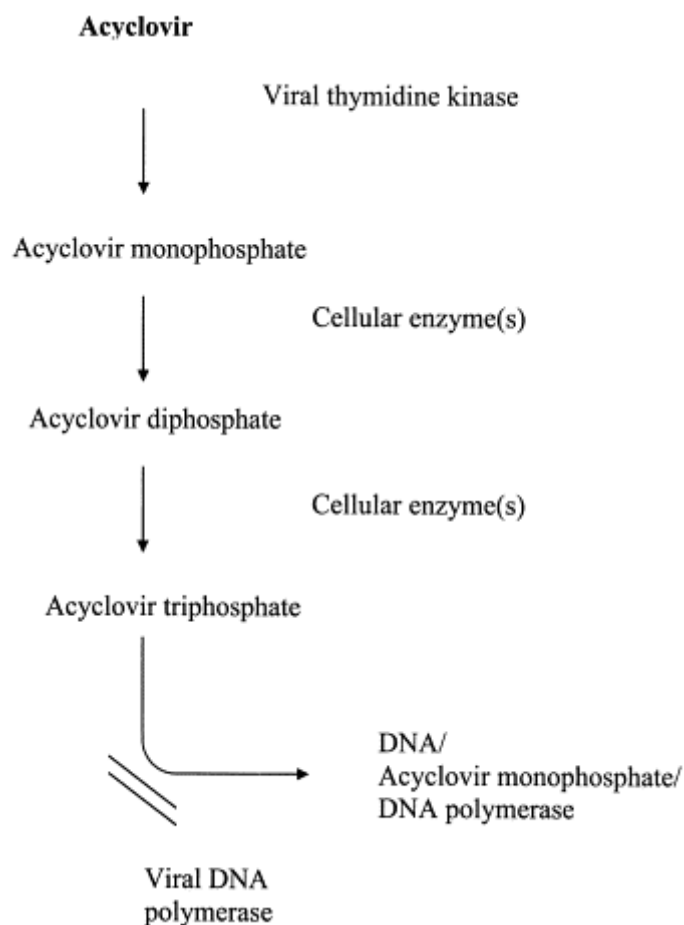 Acyclovir
Viral thymidine kinase
Acyclovir monophosphate
Cellular enzyme(s)
Acyclovir diphosphate
Cellular enzyme(s)
Acyclovir triphosphate
DNA/
Acyclovir monophosphate/
DNA polymerase
Viral DNA
polymerase